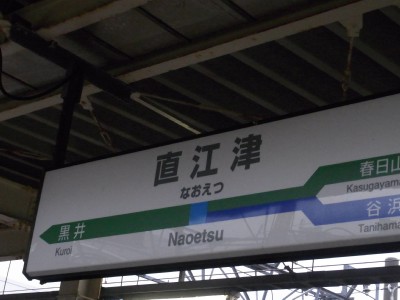 直江津
なおえつ
春日山
Kasugayama
黒井
Kuroi
Naoetsu
谷浜
Tanihama